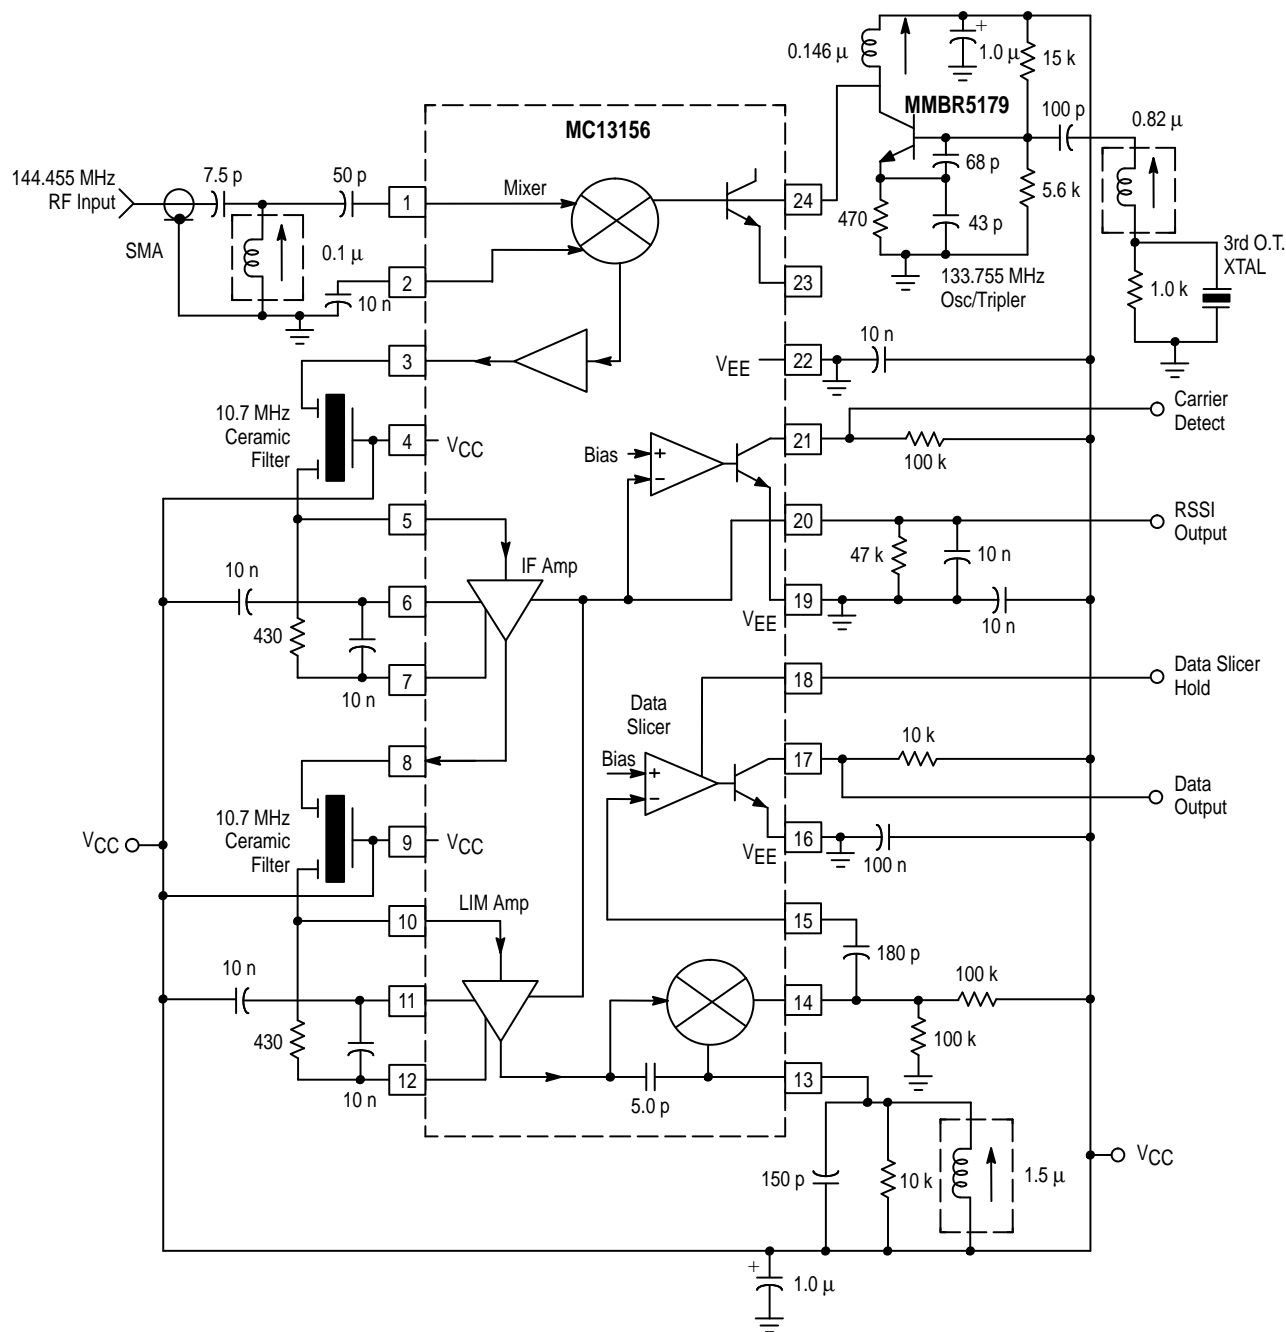 0.146 μ
+
1.0 μ
15 k
MMBR5179
100 p
0.82 μ
MC13156
144.455 MHz
RF Input
7.5 p
50 p
1
Mixer
24
68 p
5.6 k
470
43 p
SMA
0.1 μ
10 n
2
23
133.755 MHz
Osc/Tripler
1.0 k
3rd O.T.
XTAL
3
VEE
22
10 n
10.7 MHz
Ceramic
Filter
4
VCC
Bias
+
−
21
100 k
Carrier
Detect
5
20
47 k
10 n
RSSI
Output
10 n
6
IF Amp
VEE
19
10 n
430
10 n
7
18
Data Slicer
Hold
Data
Slicer
8
Bias
+
−
17
10 k
Data
Output
VCC
10.7 MHz
Ceramic
Filter
9
VCC
VEE
16
100 n
LIM Amp
10
15
180 p
10 n
11
14
100 k
100 k
430
10 n
12
5.0 p
13
150 p
10 k
1.5 μ
VCC
+
1.0 μ